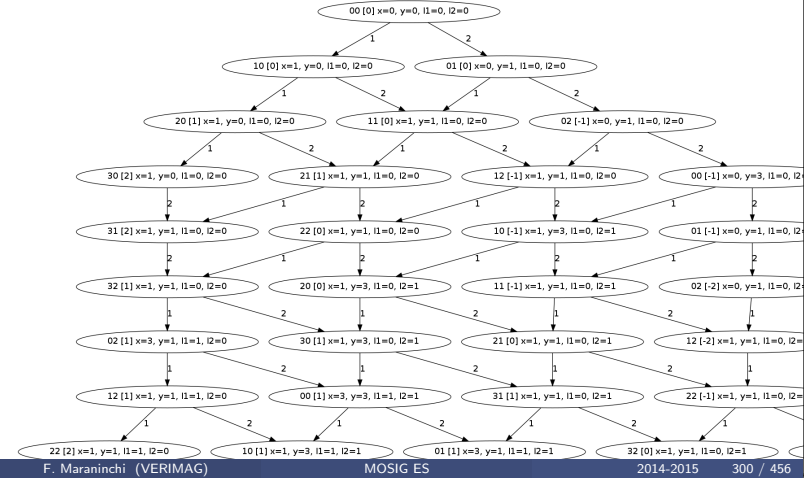 00 [0] x=0, y=0, l1=0, l2=0
1 2
10 [0] x=1, y=0, l1=0, l2=0 01 [0] x=0, y=1, l1=0, l2=0
1 2 1 2
20 [1] x=1, y=0, l1=0, l2=0 11 [0] x=1, y=1, l1=0, l2=0 02 [-1] x=0, y=1, l1=0, l2=0
1 2 1 2 1 2
30 [2] x=1, y=0, l1=0, l2=0 21 [1] x=1, y=1, l1=0, l2=0 12 [-1] x=1, y=1, l1=0, l2=0 00 [-1] x=0, y=3, l1=0, l2=
2 1 2 1 2 1 2
31 [2] x=1, y=1, l1=0, l2=0 22 [0] x=1, y=1, l1=0, l2=0 10 [-1] x=1, y=3, l1=0, l2=1 01 [-1] x=0, y=1, l1=0, l2=
2 1 2 1 2 1 2
32 [1] x=1, y=1, l1=0, l2=0 20 [0] x=1, y=3, l1=0, l2=1 11 [-1] x=1, y=1, l1=0, l2=1 02 [-2] x=0, y=1, l1=0, l2=
1 2 1 2 1 2 1
02 [1] x=3, y=1, l1=1, l2=0 30 [1] x=1, y=3, l1=0, l2=1 21 [0] x=1, y=1, l1=0, l2=1 12 [-2] x=1, y=1, l1=0, l2=
1 2 1 2 1 2 1
12 [1] x=1, y=1, l1=1, l2=0 00 [1] x=3, y=3, l1=1, l2=1 31 [1] x=1, y=1, l1=0, l2=1 22 [-1] x=1, y=1, l1=0, l2=
1 2 1 2 1 2 1
22 [2] x=1, y=1, l1=1, l2=0 10 [1] x=1, y=3, l1=1, l2=1 01 [1] x=3, y=1, l1=1, l2=1 32 [0] x=1, y=1, l1=0, l2=1
F. Maraninchi (VERIMAG) MOSIG ES 2014-2015 300 / 456